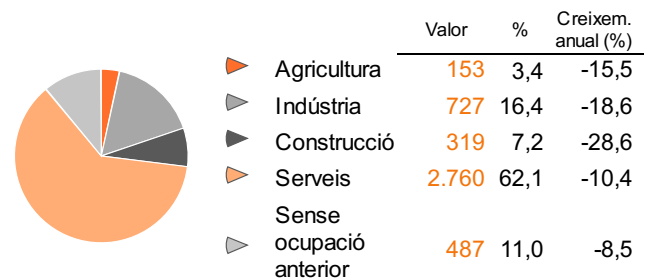 Valor % Creixem. anual (%)
Agricultura 153 3,4 -15,5
Indústria 727 16,4 -18,6
Construcció 319 7,2 -28,6
Serveis 2.760 62,1 -10,4
Sense
ocupació 487 11,0 -8,5
anterior